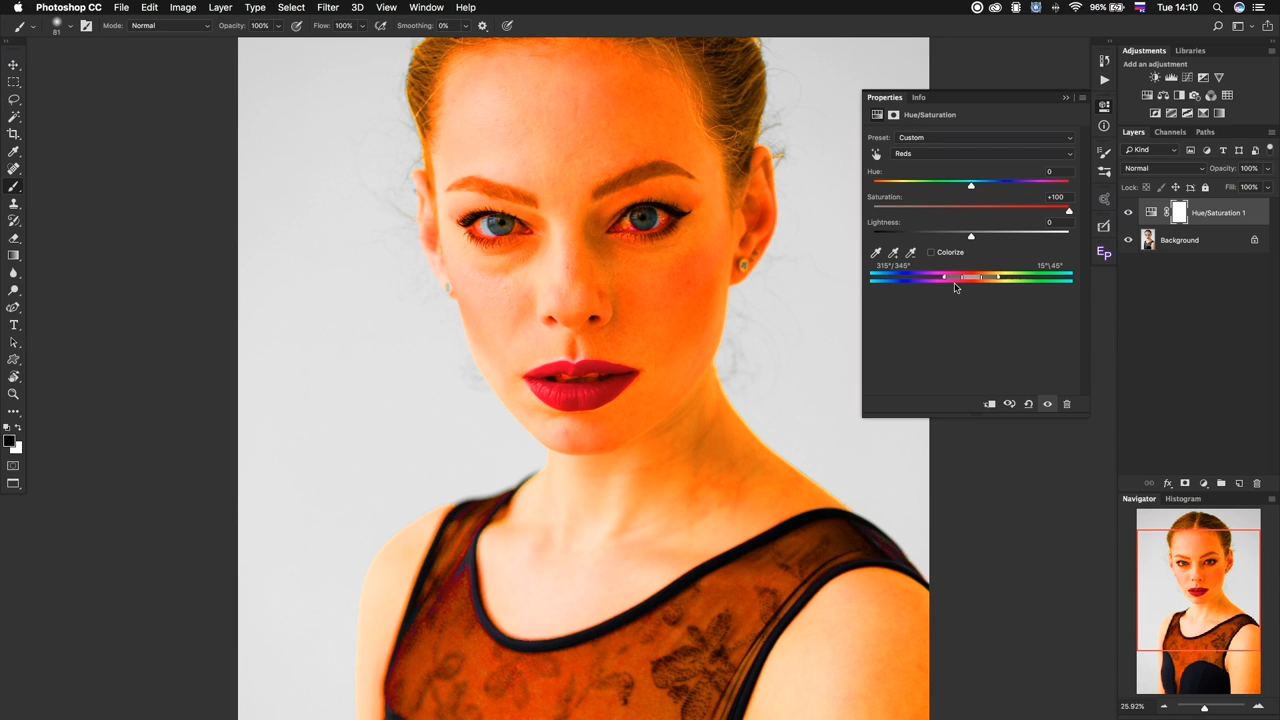 Photoshop CC File Edit Image Layer Type Select Filter 3D View Window Help 96% Tue 14:10
81 Mode: Normal Opacity: 100% Flow: 100% Smoothing: 0%
Properties Info
Hue/Saturation
Preset: Custom
Reds
Hue: 0
Saturation: +100
Lightness: 0
Colorize
315°/345° 15°\45°
Adjustments Libraries
Add an adjustment
Layers Channels Paths
Kind
Normal Opacity: 100%
Lock: Fill: 100%
Hue/Saturation 1
Background
Ep
fx
Navigator Histogram
25.92%